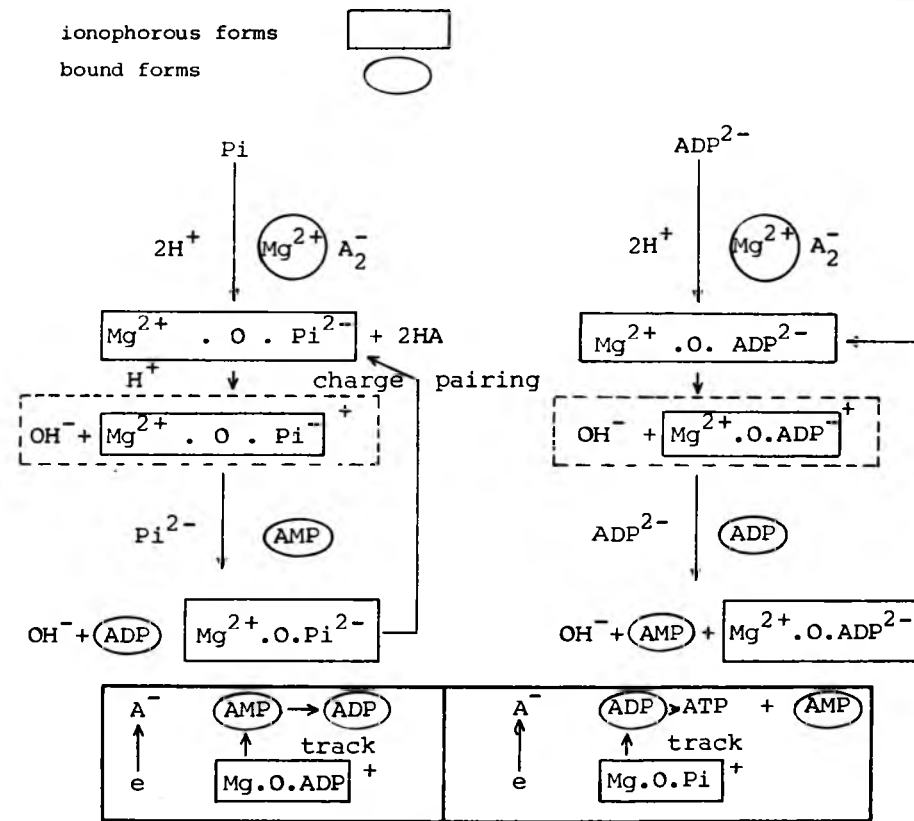 ionophorous forms
bound forms
Pi
2H⁺ Mg²⁺ A₂⁻
Mg²⁺ . O . Pi²⁻ + 2HA
H⁺ charge pairing
OH⁻ + Mg²⁺ . O . Pi⁻ +
Pi²⁻ AMP
OH⁻ + ADP Mg²⁺.O.Pi²⁻
ADP²⁻
2H⁺ Mg²⁺ A₂⁻
Mg²⁺ .O. ADP²⁻
OH⁻ + Mg²⁺.O.ADP⁻ +
ADP²⁻ ADP
OH⁻ + AMP + Mg²⁺.O.ADP²⁻
A⁻ AMP → ADP
track
e Mg.O.ADP +
A⁻ ADP > ATP + AMP
track
e Mg.O.Pi +